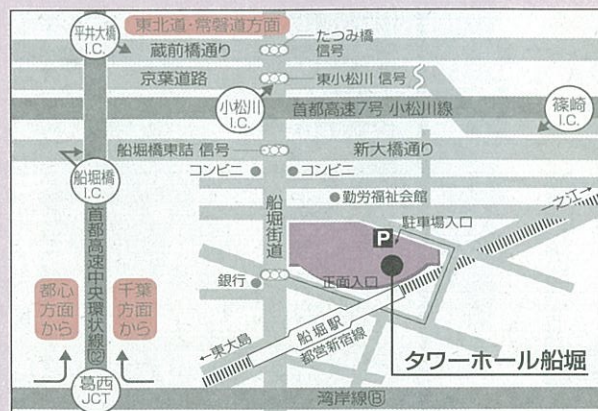 平井大橋
I.C.
東北道・常磐道方面
たつみ橋
信号
蔵前橋通り
京葉道路
東小松川 信号
小松川
I.C.
首都高速7号 小松川線
篠崎
I.C.
船堀橋東詰 信号
新大橋通り
コンビニ
コンビニ
船堀橋
I.C.
船堀街道
勤労福祉会館
一之江→
駐車場入口
P
首都高速中央環状線C2
銀行
正面入口
都心
方面
から
千葉
方面
から
船堀駅
都営新宿線
←東大島
タワーホール船堀
葛西
JCT
湾岸線B